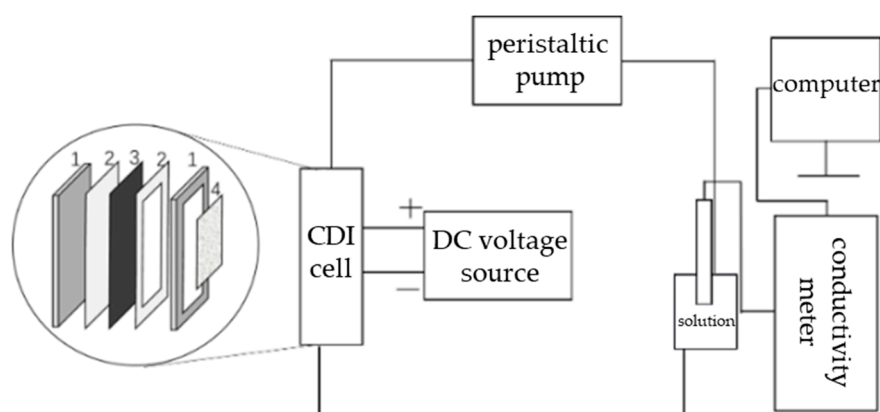 peristaltic
pump
computer
1 2 3 2 1
4
+
CDI
cell
DC voltage
source
−
solution
conductivity
meter